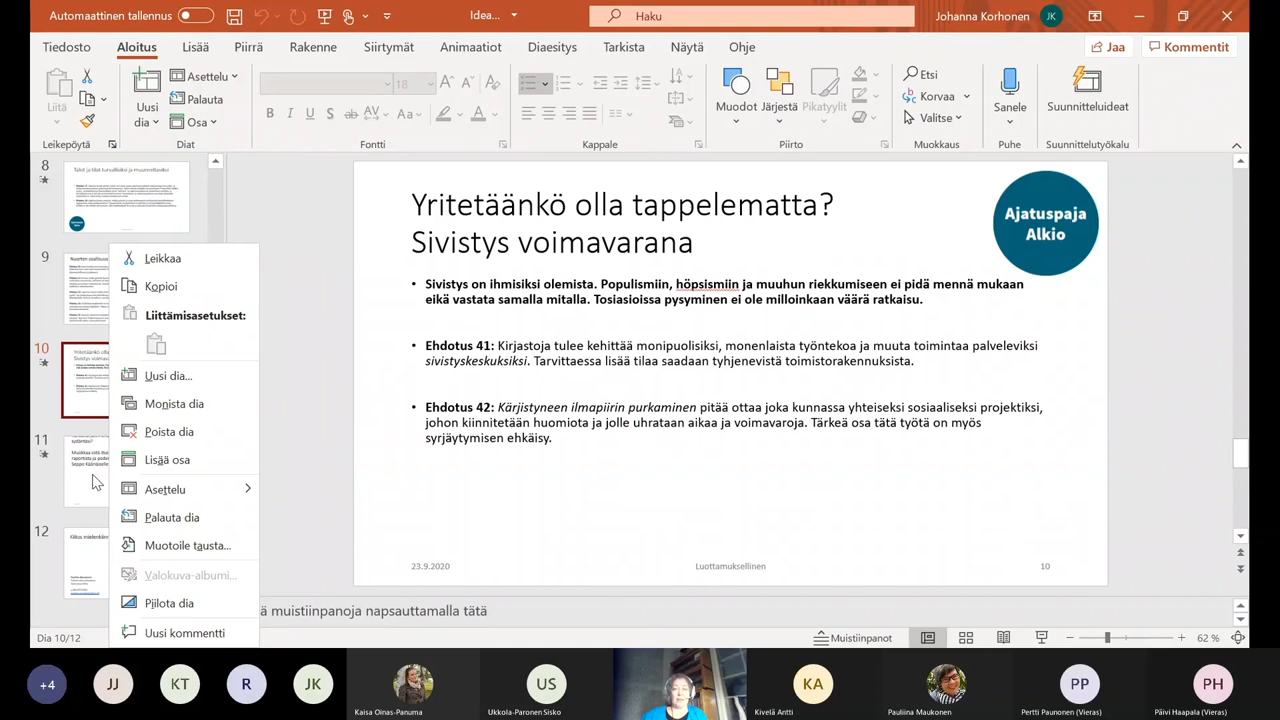 Automaattinen tallennus
Idea...
Haku
Johanna Korhonen
JK
Tiedosto
Aloitus
Lisää
Piirrä
Rakenne
Siirtymät
Animaatiot
Diaesitys
Tarkista
Näytä
Ohje
Jaa
Kommentit
Liitä
Uusi
dia
Asettelu
Palauta
Osa
18
Muodot
Järjestä
Pikatyylit
Etsi
Korvaa
Valitse
Sanele
Suunnitteluideat
Leikepöytä
Diat
Fontti
Kappale
Piirto
Muokkaus
Puhe
Suunnittelutyökalu
8
Talot ja tilat turvallisiksi ja muunneltaviksi
9
10
11
12
Leikkaa
Kopioi
Liittämisasetukset:
Uusi dia...
Monista dia
Poista dia
Lisää osa
Asettelu
Palauta dia
Muotoile tausta...
Valokuva-albumi...
Piilota dia
Uusi kommentti
Yritetäänkö olla tappelematta?
Sivistys voimavarana
Ajatuspaja
Alkio
• Sivistys on ihmisiksi olemista. Populismiin, höpsismiin ja muuhun riekkumiseen ei pidä mennä mukaan
eikä vastata samalla mitalla. Tosiasioissa pysyminen ei ole milloinkaan väärä ratkaisu.
• Ehdotus 41: Kirjastoja tulee kehittää monipuolisiksi, monenlaista työntekoa ja muuta toimintaa palveleviksi
sivistyskeskuksiksi. Tarvittaessa lisää tilaa saadaan tyhjenevistä toimistorakennuksista.
• Ehdotus 42: Kärjistyneen ilmapiirin purkaminen pitää ottaa joka kunnassa yhteiseksi sosiaaliseksi projektiksi,
johon kiinnitetään huomiota ja jolle uhrataan aikaa ja voimavaroja. Tärkeä osa tätä työtä on myös
syrjäytymisen ehkäisy.
23.9.2020
Luottamuksellinen
10
ä muistiinpanoja napsauttamalla tätä
Dia 10/12
Muistiinpanot
62 %
+4
JJ
KT
R
JK
Kaisa Oinas-Panuma
US
Ukkola-Paronen Sisko
KA
Kivelä Antti
Pauliina Maukonen
PP
Pertti Paunonen (Vieras)
PH
Päivi Haapala (Vieras)